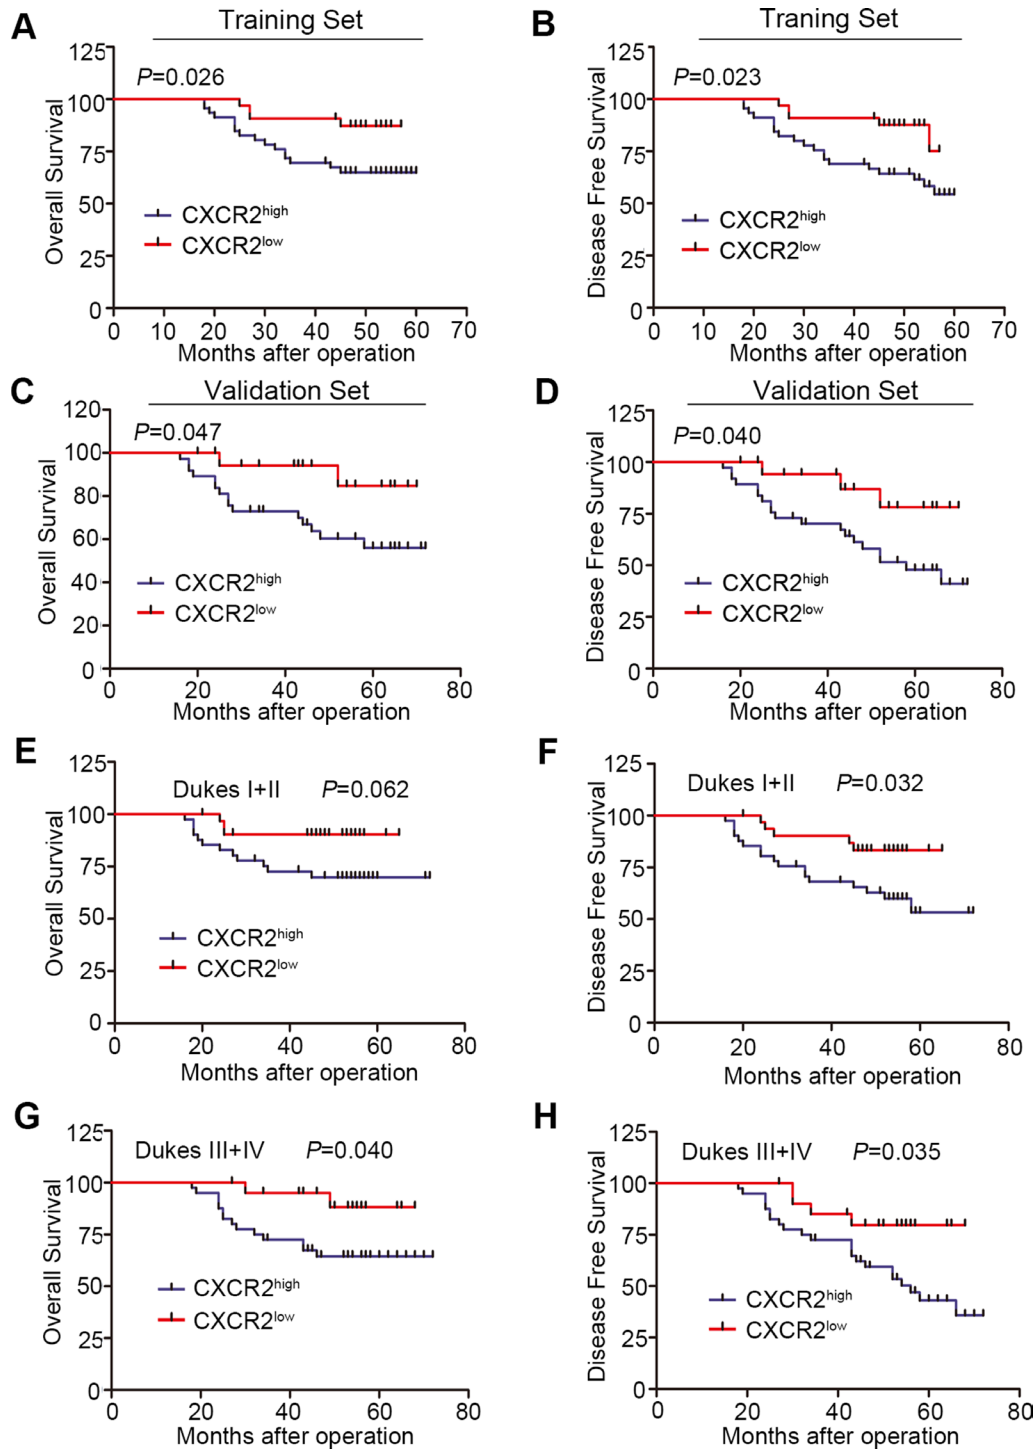 A
Training Set
125
100
75
50
25
0
P=0.026
Overall Survival
CXCR2high
CXCR2low
0 10 20 30 40 50 60 70
Months after operation
B
Traning Set
125
100
75
50
25
0
P=0.023
Disease Free Survival
CXCR2high
CXCR2low
0 10 20 30 40 50 60 70
Months after operation
C
Validation Set
120
100
80
60
40
20
0
P=0.047
Overall Survival
CXCR2high
CXCR2low
0 20 40 60 80
Months after operation
D
Validation Set
125
100
75
50
25
0
P=0.040
Disease Free Survival
CXCR2high
CXCR2low
0 20 40 60 80
Months after operation
E
125
100
75
50
25
0
Dukes I+II P=0.062
Overall Survival
CXCR2high
CXCR2low
0 20 40 60 80
Months after operation
F
125
100
75
50
25
0
Dukes I+II P=0.032
Disease Free Survival
0 20 40 60 80
Months after operation
G
125
100
75
50
25
0
Dukes III+IV P=0.040
Overall Survival
CXCR2high
CXCR2low
0 20 40 60 80
Months after operation
H
125
100
75
50
25
0
Dukes III+IV P=0.035
Disease Free Survival
CXCR2high
CXCR2low
0 20 40 60 80
Months after operation